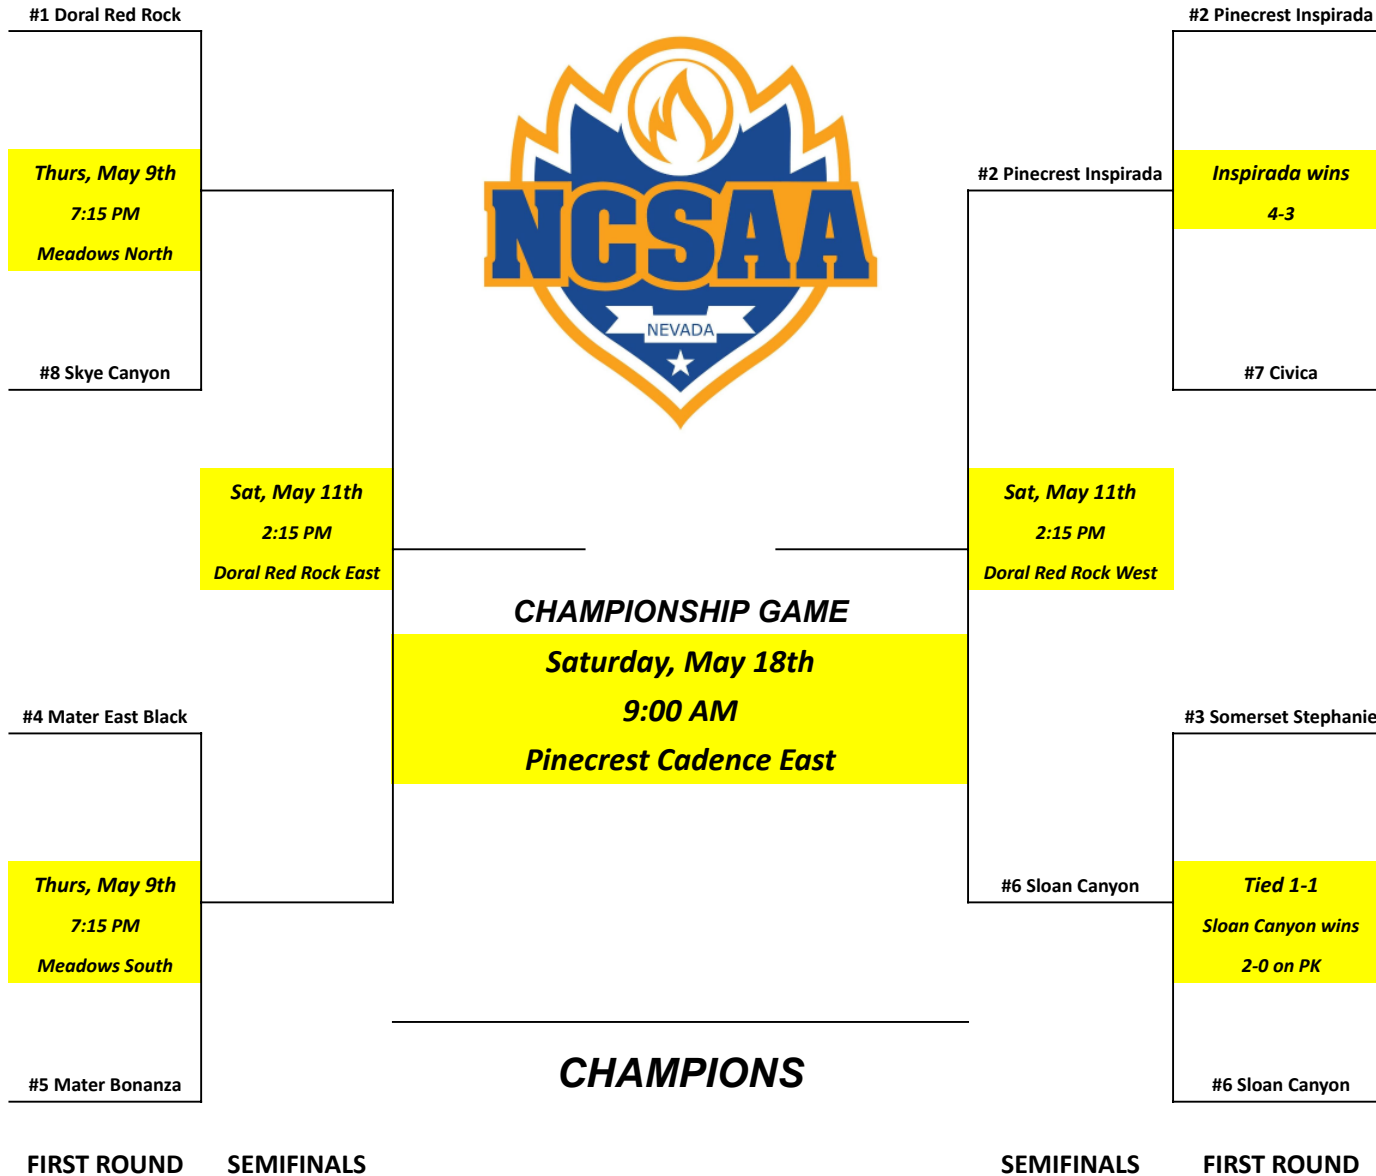 #1 Doral Red Rock
#2 Pinecrest Inspirada
Thurs, May 9th
7:15 PM
Meadows North
#2 Pinecrest Inspirada
Inspirada wins
4-3
NCSAA
NEVADA
#8 Skye Canyon
#7 Civica
Sat, May 11th
2:15 PM
Doral Red Rock East
Sat, May 11th
2:15 PM
Doral Red Rock West
CHAMPIONSHIP GAME
Saturday, May 18th
9:00 AM
Pinecrest Cadence East
#4 Mater East Black
#3 Somerset Stephanie
Thurs, May 9th
7:15 PM
Meadows South
#6 Sloan Canyon
Tied 1-1
Sloan Canyon wins
2-0 on PK
CHAMPIONS
#5 Mater Bonanza
#6 Sloan Canyon
FIRST ROUND
SEMIFINALS
SEMIFINALS
FIRST ROUND